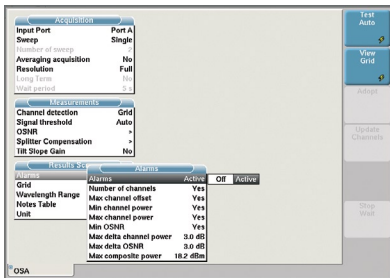 Acquisition
Input Port Port A
Sweep Single
Number of sweep 2
Averaging acquisition No
Resolution Full
Long Term No
Wait period 5 s
Measurements
Channel detection Grid
Signal threshold Auto
OSNR >
Splitter Compensation >
Tilt Slope Gain No
Results
Alarms
Grid
Wavelength Range
Notes Table
Unit
Alarms
Alarms Active Off Active
Number of channels Yes
Max channel offset Yes
Min channel power Yes
Max channel power Yes
Min OSNR Yes
Max delta channel power 3.0 dB
Max delta OSNR 3.0 dB
Max composite power 18.2 dBm
OSA
Test
Auto
View
Grid
Adopt
Update
Channels
Stop
Wait